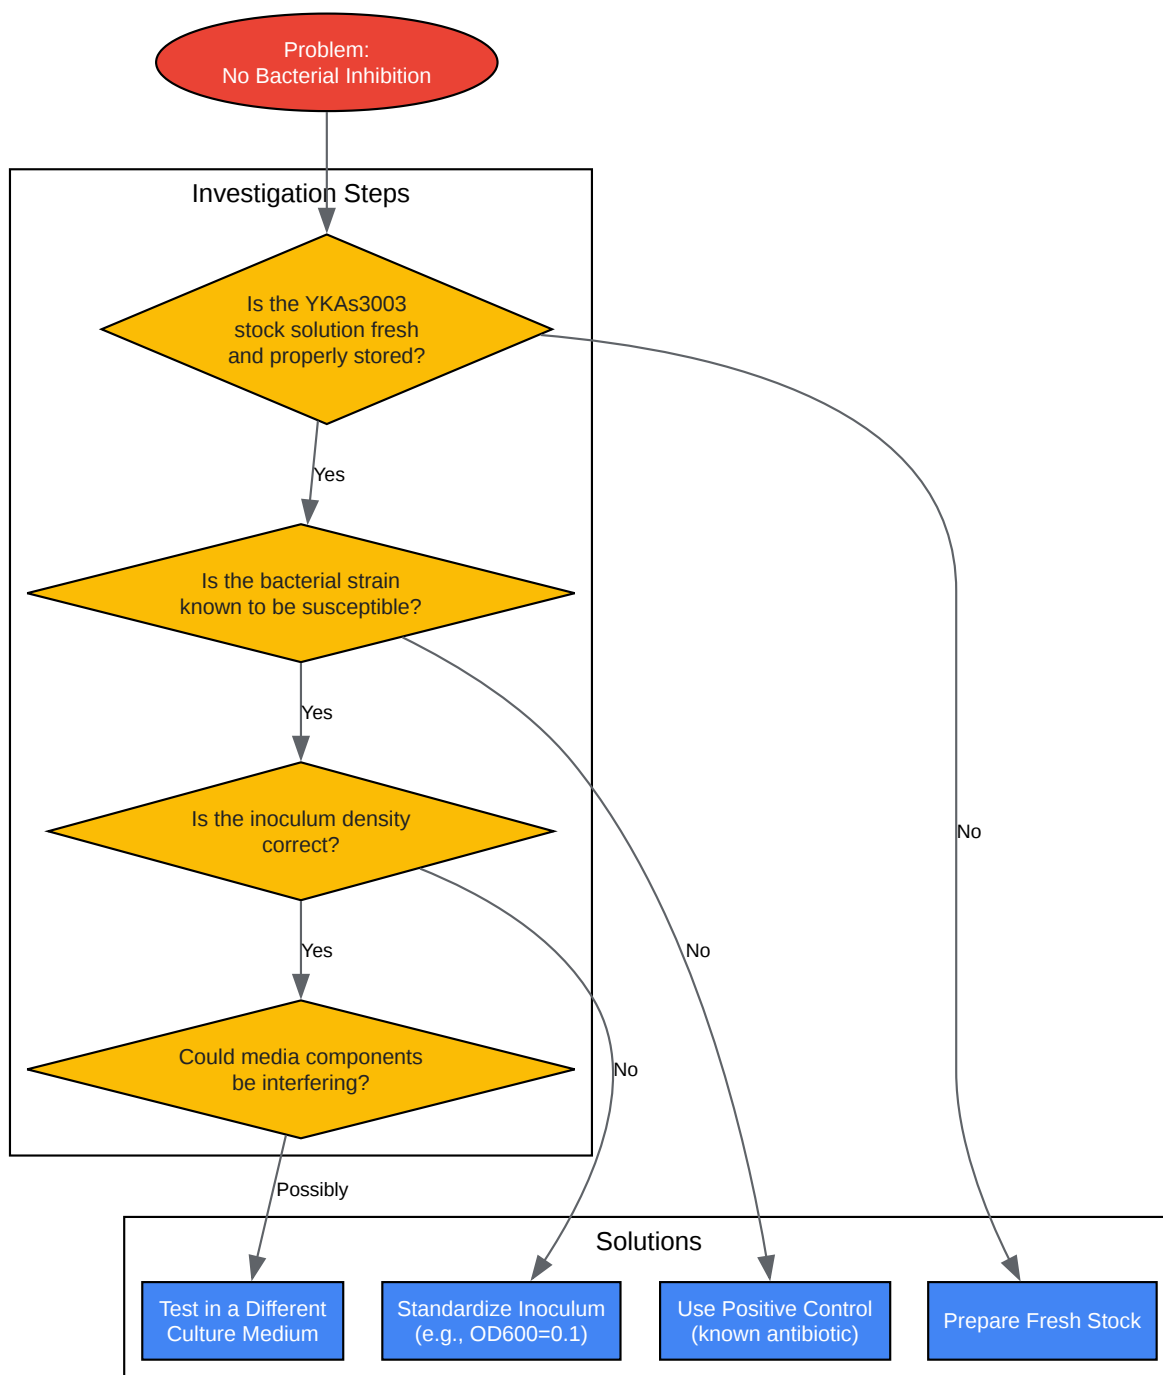 Problem:
No Bacterial Inhibition
Investigation Steps
Is the YKAs3003
stock solution fresh
and properly stored?
Yes
Is the bacterial strain
known to be susceptible?
Yes
Is the inoculum density
correct?
No
Yes
No
Could media components
be interfering?
No
Possibly
Solutions
Test in a Different
Culture Medium
Standardize Inoculum
(e.g., OD600=0.1)
Use Positive Control
(known antibiotic)
Prepare Fresh Stock